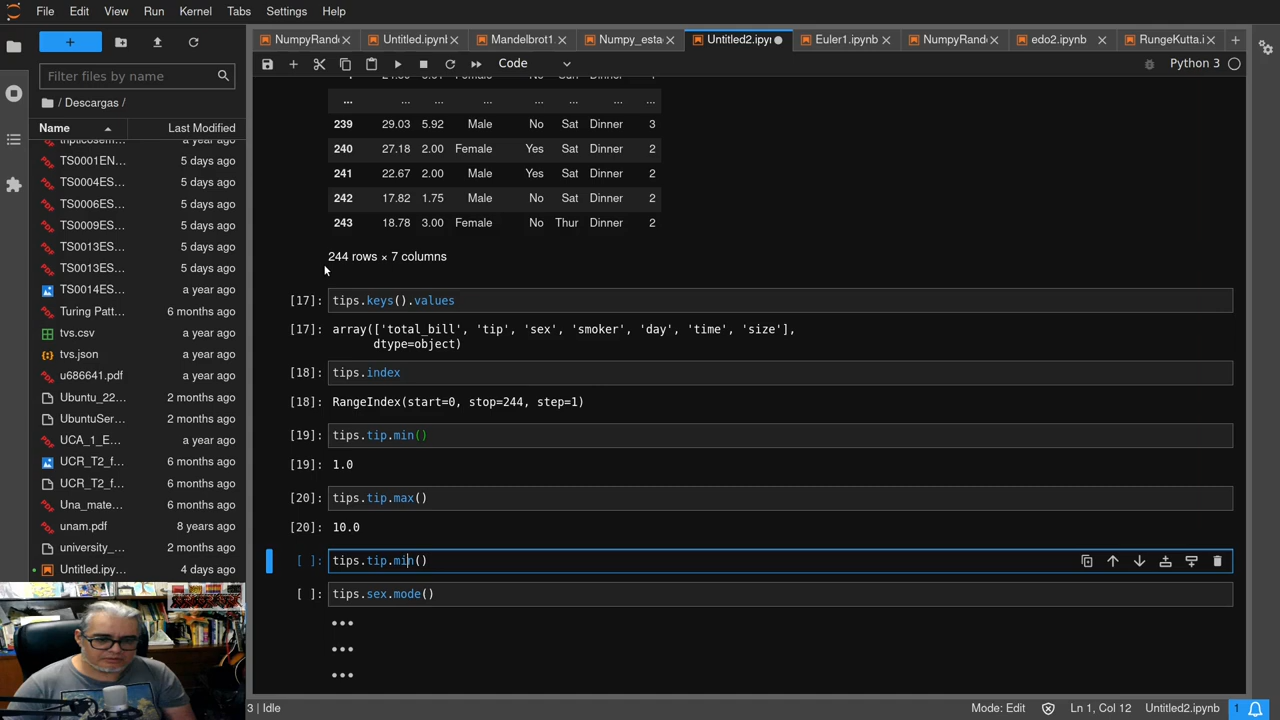 File Edit View Run Kernel Tabs Settings Help
NumpyRand Untitled.ipynb Mandelbrot1. Numpy_esta Untitled2.ipyn Euler1.ipynb NumpyRand edo2.ipynb RungeKutta.i
Code Python 3
Filter files by name
/ Descargas /
Name Last Modified
a year ago
TS0001EN... 5 days ago
TS0004ES... 5 days ago
TS0006ES... 5 days ago
TS0009ES... 5 days ago
TS0013ES... 5 days ago
TS0013ES... 5 days ago
TS0014ES... a year ago
Turing Patt... 6 months ago
tvs.csv a year ago
tvs.json a year ago
u686641.pdf a year ago
Ubuntu_22... 2 months ago
UbuntuSer... 2 months ago
UCA_1_E... a year ago
UCR_T2_f... 6 months ago
UCR_T2_f... 6 months ago
Una_mate... 6 months ago
unam.pdf 8 years ago
university_... 2 months ago
Untitled.ipy... 4 days ago
... ... ... ... ... ... ... ...
239 29.03 5.92 Male No Sat Dinner 3
240 27.18 2.00 Female Yes Sat Dinner 2
241 22.67 2.00 Male Yes Sat Dinner 2
242 17.82 1.75 Male No Sat Dinner 2
243 18.78 3.00 Female No Thur Dinner 2
244 rows × 7 columns
[17]: tips.keys().values
[17]: array(['total_bill', 'tip', 'sex', 'smoker', 'day', 'time', 'size'],
dtype=object)
[18]: tips.index
[18]: RangeIndex(start=0, stop=244, step=1)
[19]: tips.tip.min()
[19]: 1.0
[20]: tips.tip.max()
[20]: 10.0
[ ]: tips.tip.min()
[ ]: tips.sex.mode()
3 | Idle Mode: Edit Ln 1, Col 12 Untitled2.ipynb 1